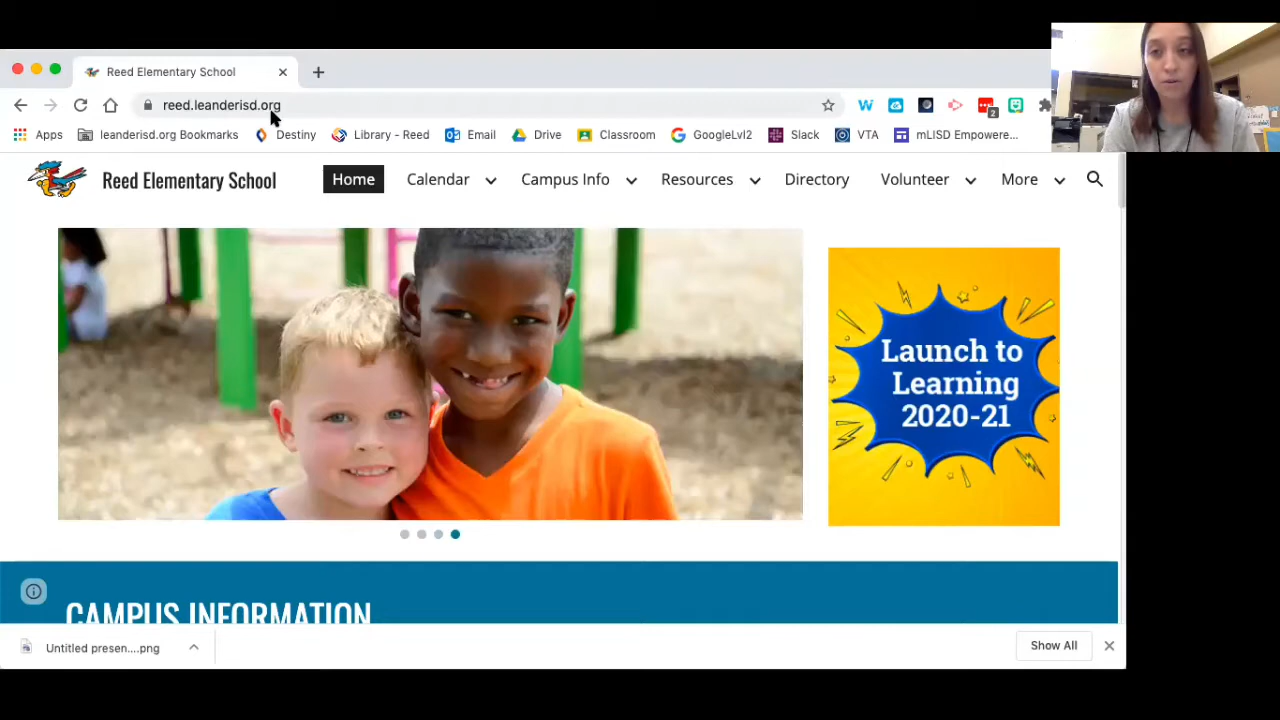 Reed Elementary School
reed.leanderisd.org
2
Apps leanderisd.org Bookmarks Destiny Library - Reed Email Drive Classroom GoogleLvl2 Slack VTA mLISD Empowere...
Reed Elementary School Home Calendar Campus Info Resources Directory Volunteer More
Launch to
Learning
2020-21
CAMPUS INFORMATION
Untitled presen....png
Show All